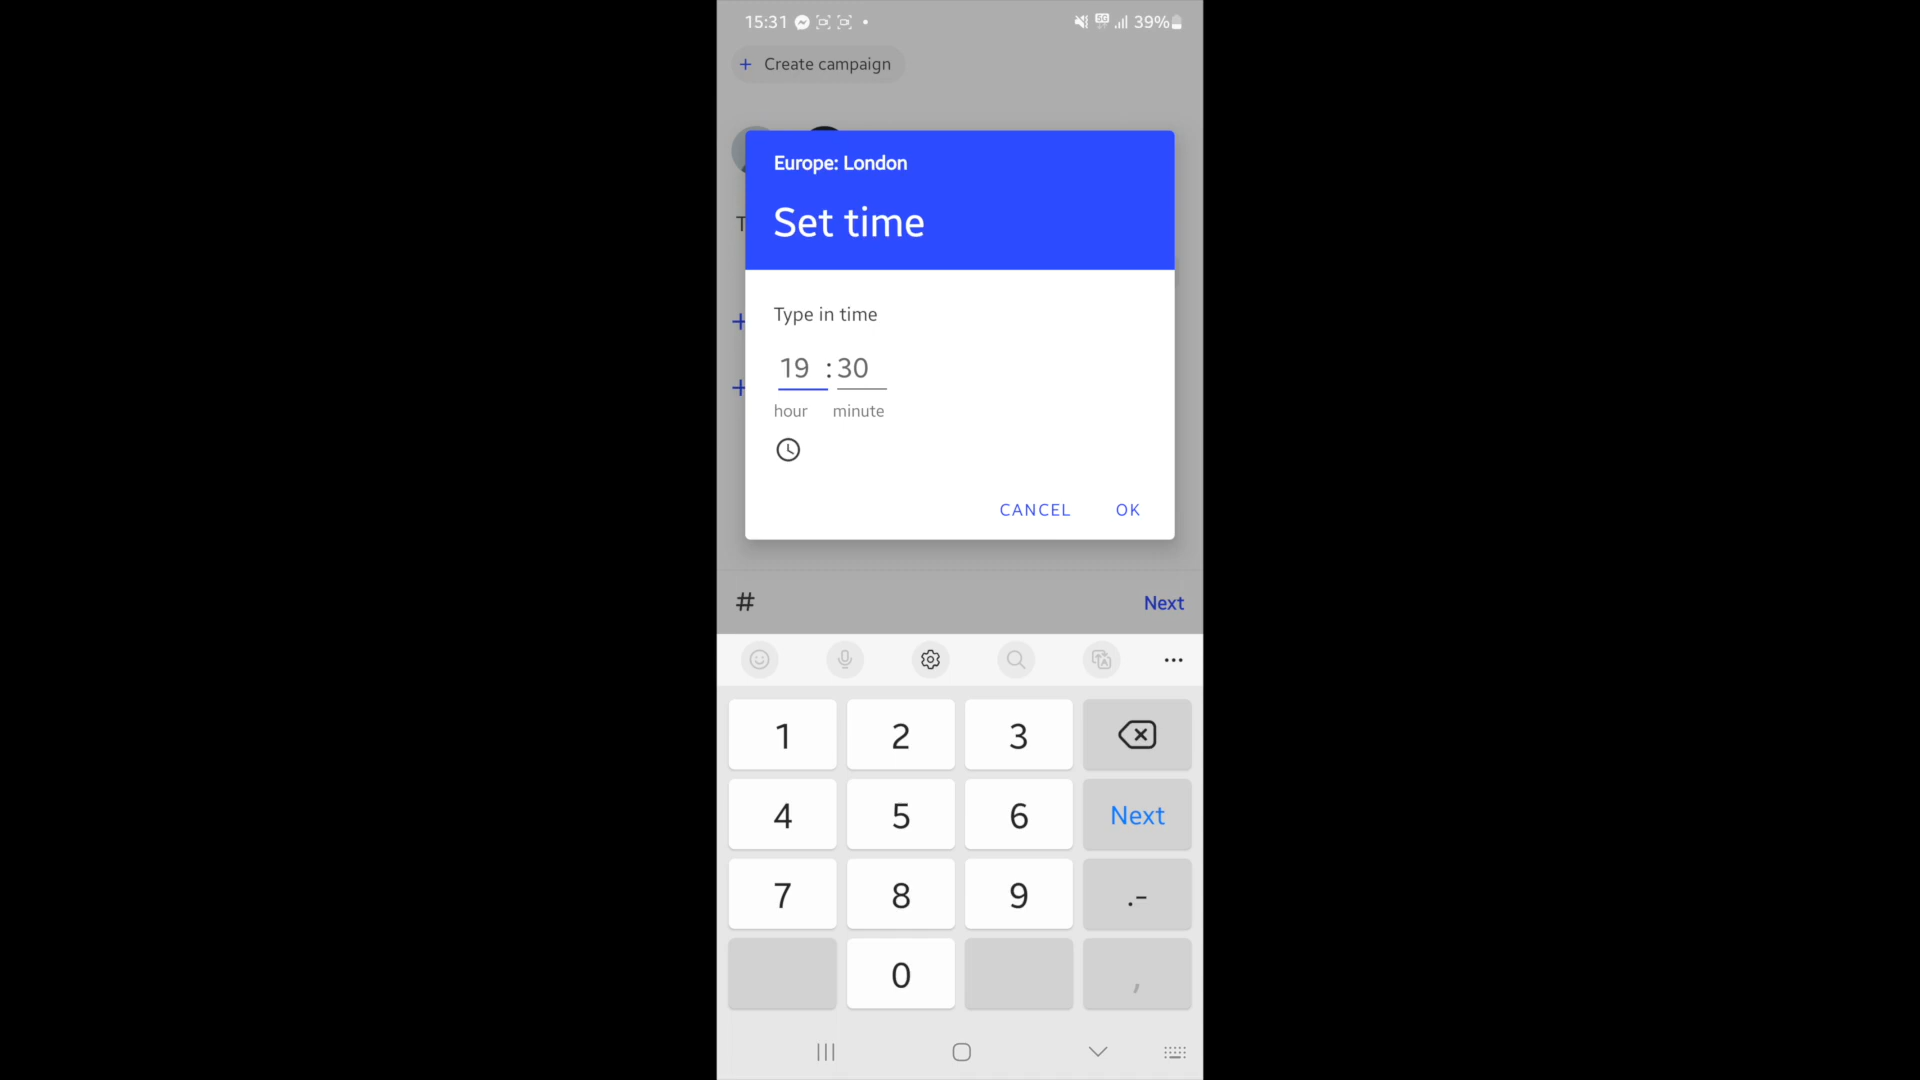 15:31 39%
5G
+ Create campaign
Europe: London
Set time
T
Type in time
+
19 : 30
+
hour minute
CANCEL OK
# Next
1 2 3
4 5 6 Next
7 8 9 .-
0 ,